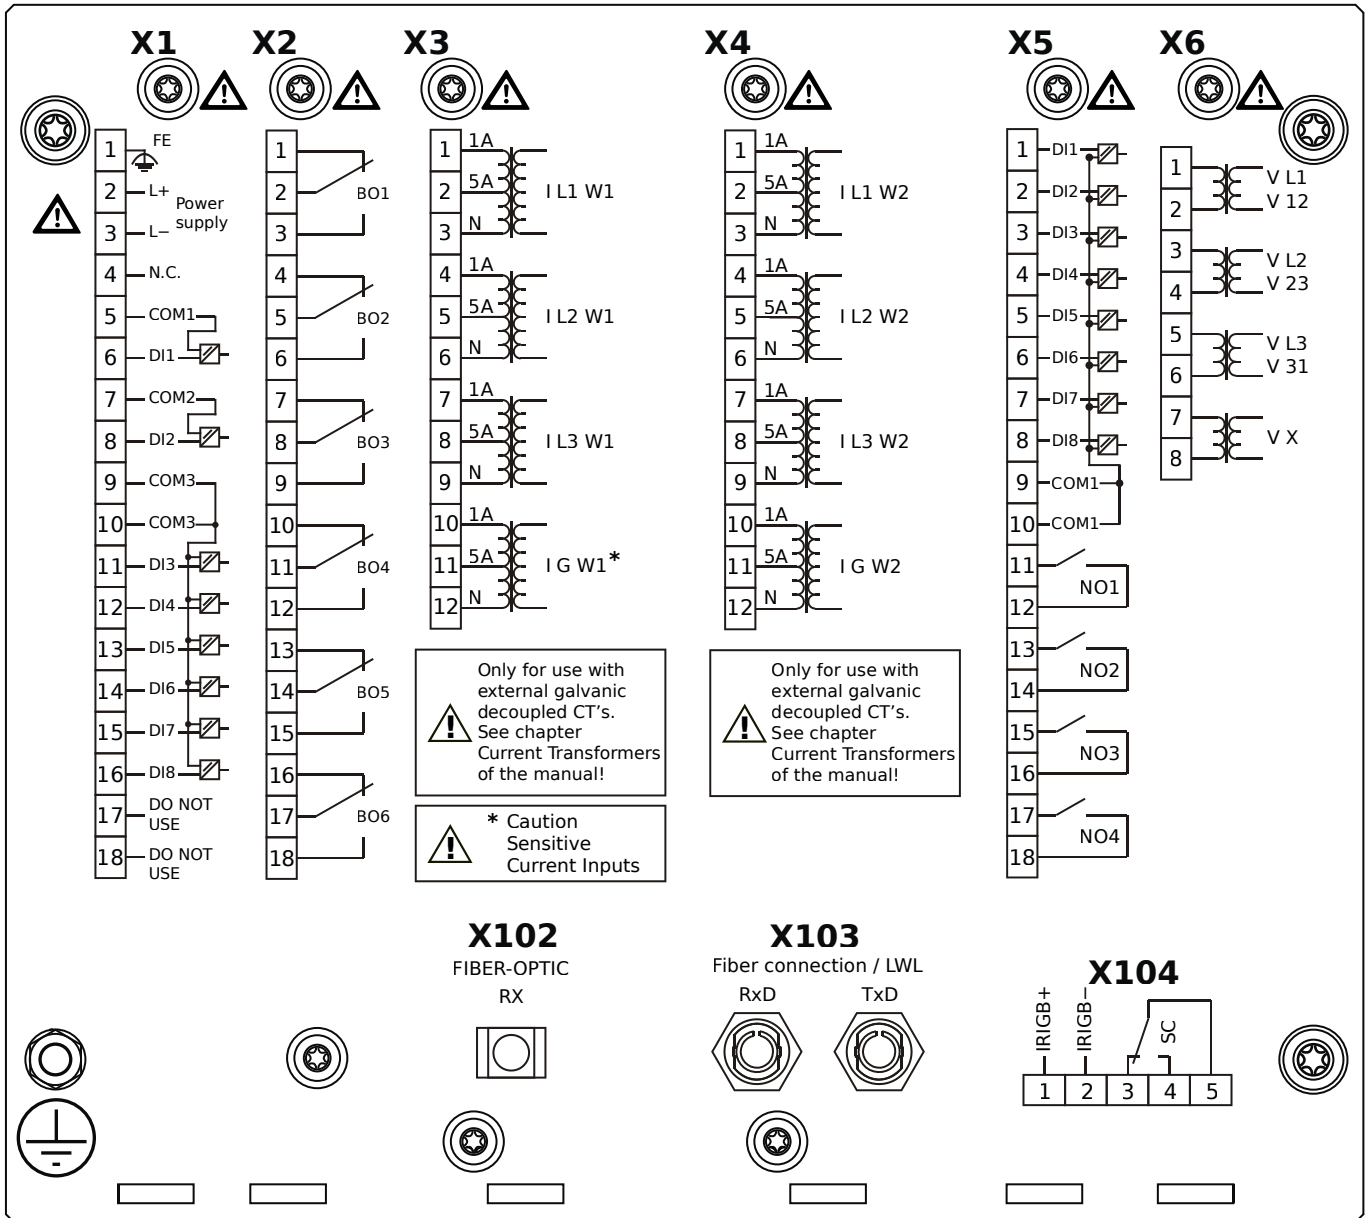 X1
1
FE
2
L+
Power
supply
3
L−
4
N.C.
5
COM1
6
DI1
7
COM2
8
DI2
9
COM3
10
COM3
11
DI3
12
DI4
13
DI5
14
DI6
15
DI7
16
DI8
17
DO NOT
USE
18
DO NOT
USE
X2
1
2
BO1
3
4
5
BO2
6
7
8
BO3
9
10
11
BO4
12
13
14
BO5
15
16
17
BO6
18
X3
1
1A
2
5A
I L1 W1
3
N
4
1A
5
5A
I L2 W1
6
N
7
1A
8
5A
I L3 W1
9
N
10
1A
11
5A
I G W1*
12
N
Only for use with
external galvanic
decoupled CT's.
See chapter
Current Transformers
of the manual!
* Caution
Sensitive
Current Inputs
X4
1
1A
2
5A
I L1 W2
3
N
4
1A
5
5A
I L2 W2
6
N
7
1A
8
5A
I L3 W2
9
N
10
1A
11
5A
I G W2
12
N
Only for use with
external galvanic
decoupled CT's.
See chapter
Current Transformers
of the manual!
X5
1
DI1
2
DI2
3
DI3
4
DI4
5
DI5
6
DI6
7
DI7
8
DI8
9
COM1
10
COM1
11
NO1
12
13
NO2
14
15
NO3
16
17
NO4
18
X6
1
V L1
2
V 12
3
V L2
4
V 23
5
V L3
6
V 31
7
V X
8
X102
FIBER-OPTIC
RX
X103
Fiber connection / LWL
RxD TxD
X104
IRIGB+
IRIGB−
SC
1 2 3 4 5
!
!
!
!
!
!
!
!
!
!